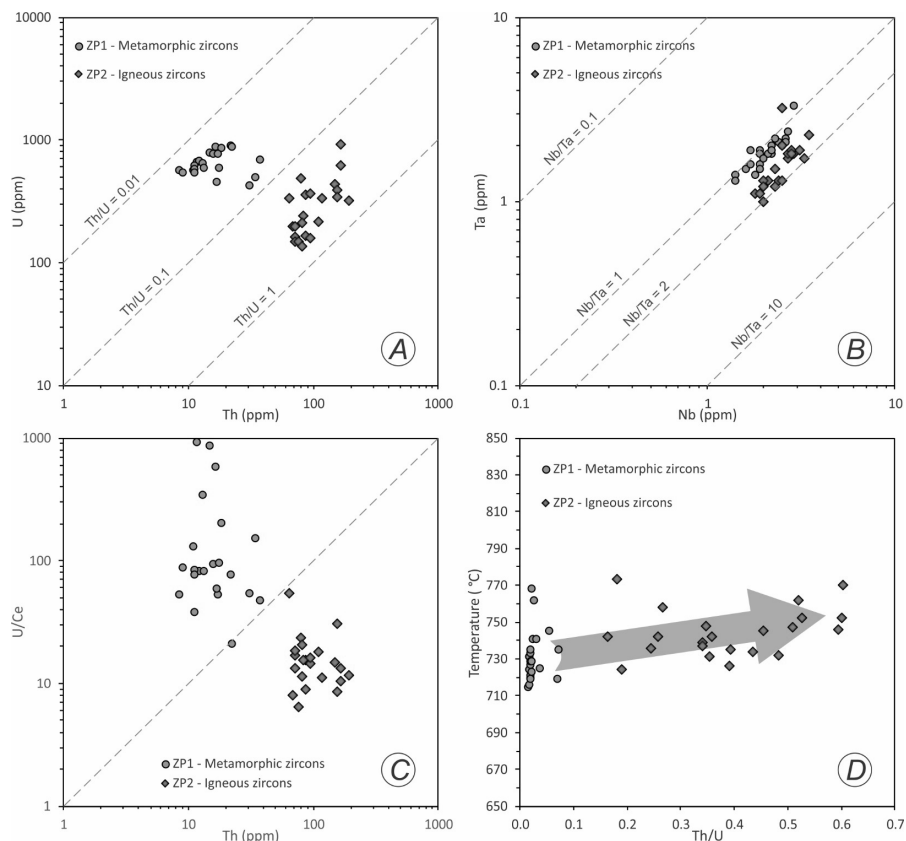 10000
1000
100
10
U (ppm)
ZP1 - Metamorphic zircons
ZP2 - Igneous zircons
Th/U = 0.01
Th/U = 0.1
Th/U = 1
A
1
10
100
1000
Th (ppm)
10
1
0.1
Ta (ppm)
ZP1 - Metamorphic zircons
ZP2 - Igneous zircons
Nb/Ta = 0.1
Nb/Ta = 1
Nb/Ta = 2
Nb/Ta = 10
B
0.1
1
10
Nb (ppm)
1000
100
10
1
U/Ce
ZP1 - Metamorphic zircons
ZP2 - Igneous zircons
C
1
10
100
1000
Th (ppm)
850
830
810
790
770
750
730
710
690
670
650
Temperature (°C)
ZP1 - Metamorphic zircons
ZP2 - Igneous zircons
D
0.0
0.1
0.2
0.3
0.4
0.5
0.6
0.7
Th/U